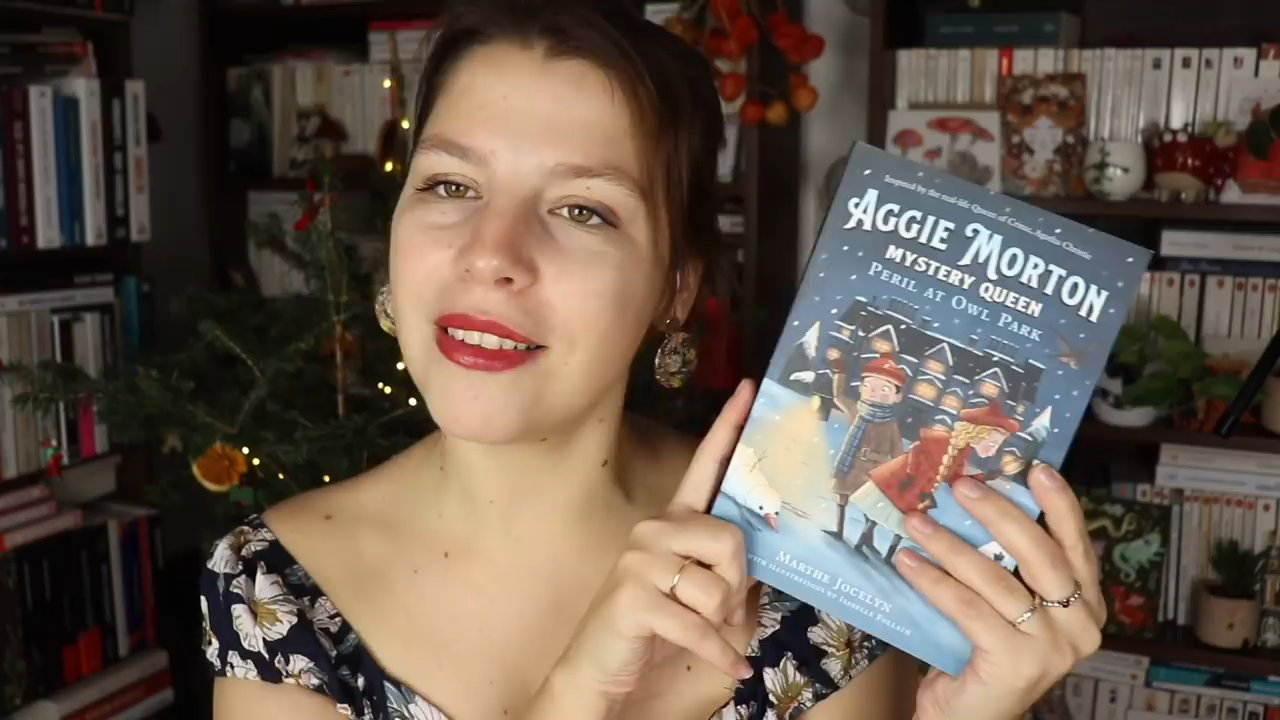 Inspired by the real-life Queen of Crime, Agatha Christie
AGGIE MORTON
MYSTERY QUEEN
PERIL AT OWL PARK
MARTHE JOCELYN
WITH ILLUSTRATIONS BY ISABELLE FOLLATH